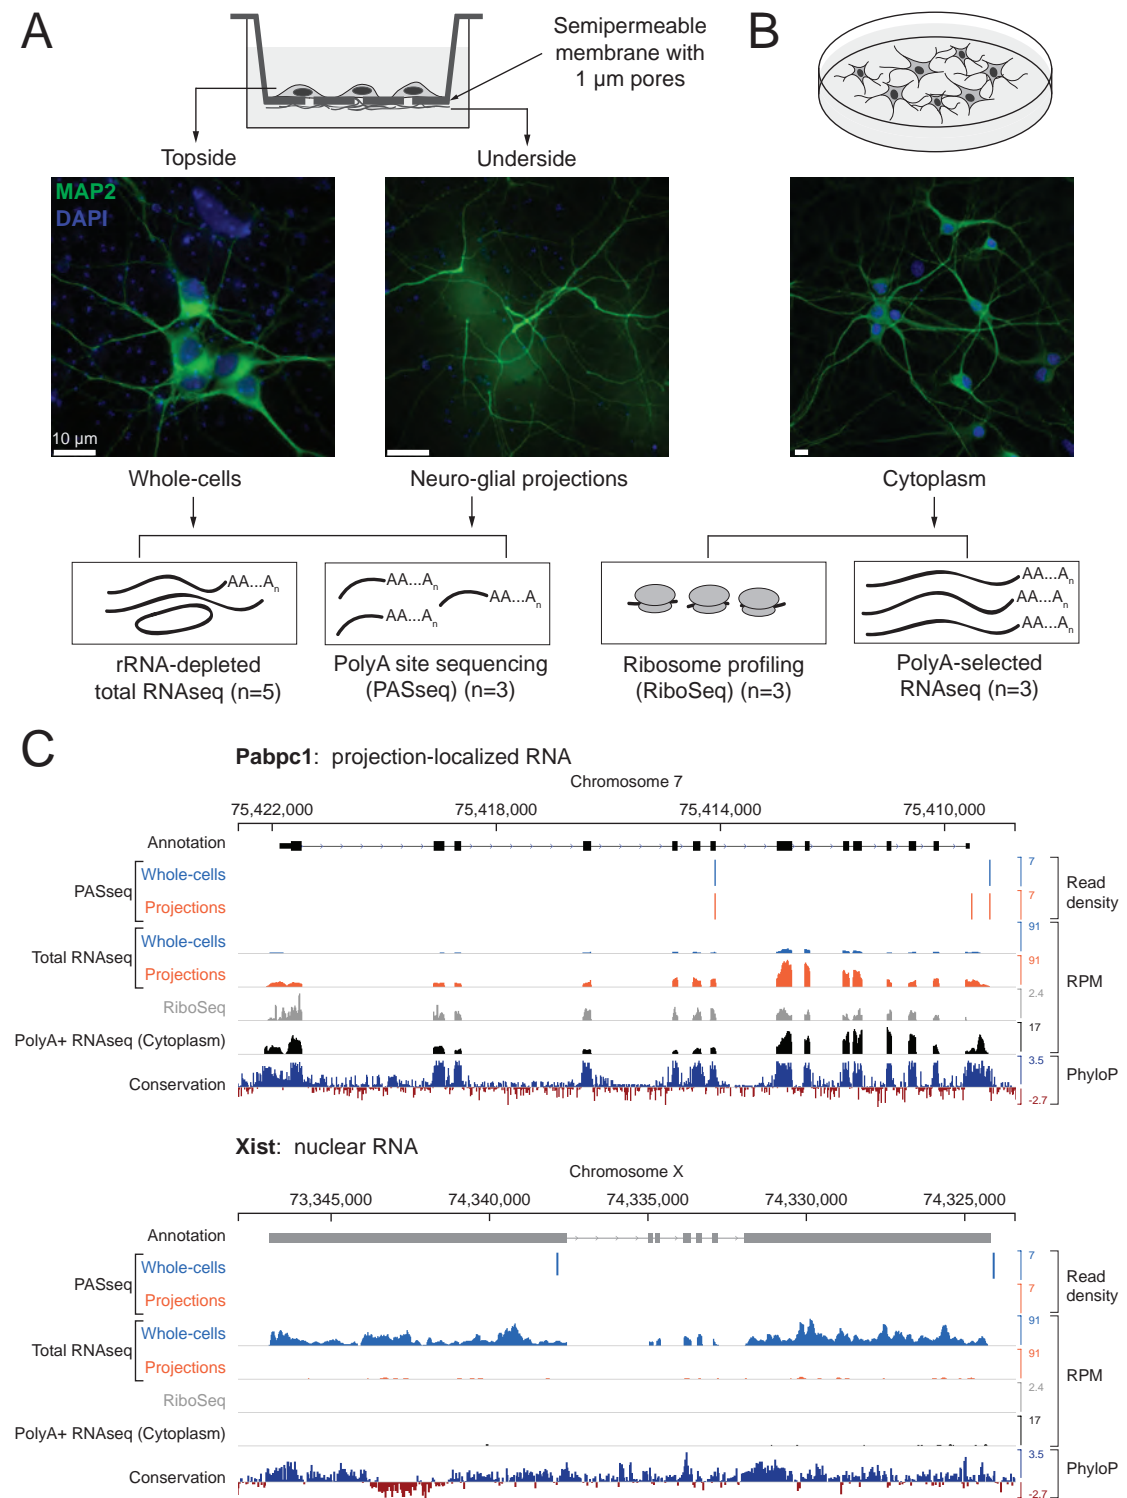 A
Semipermeable
membrane with
1 µm pores
B
Topside
Underside
MAP2
DAPI
10 µm
Whole-cells
Neuro-glial projections
Cytoplasm
AA...An
AA...An
AA...An
AA...An
AA...An
AA...An
AA...An
rRNA-depleted
total RNAseq (n=5)
PolyA site sequencing
(PASseq) (n=3)
Ribosome profiling
(RiboSeq) (n=3)
PolyA-selected
RNAseq (n=3)
C
Pabpc1: projection-localized RNA
Chromosome 7
75,422,000 75,418,000 75,414,000 75,410,000
Annotation
PASseq
Whole-cells
7
Projections
7
Read
density
Total RNAseq
Whole-cells
91
Projections
91
RiboSeq
2.4
RPM
PolyA+ RNAseq (Cytoplasm)
17
Conservation
3.5
-2.7
PhyloP
Xist: nuclear RNA
Chromosome X
73,345,000 74,340,000 74,335,000 74,330,000 74,325,000
Annotation
PASseq
Whole-cells
7
Projections
7
Read
density
Total RNAseq
Whole-cells
91
Projections
91
RiboSeq
2.4
RPM
PolyA+ RNAseq (Cytoplasm)
17
Conservation
3.5
-2.7
PhyloP